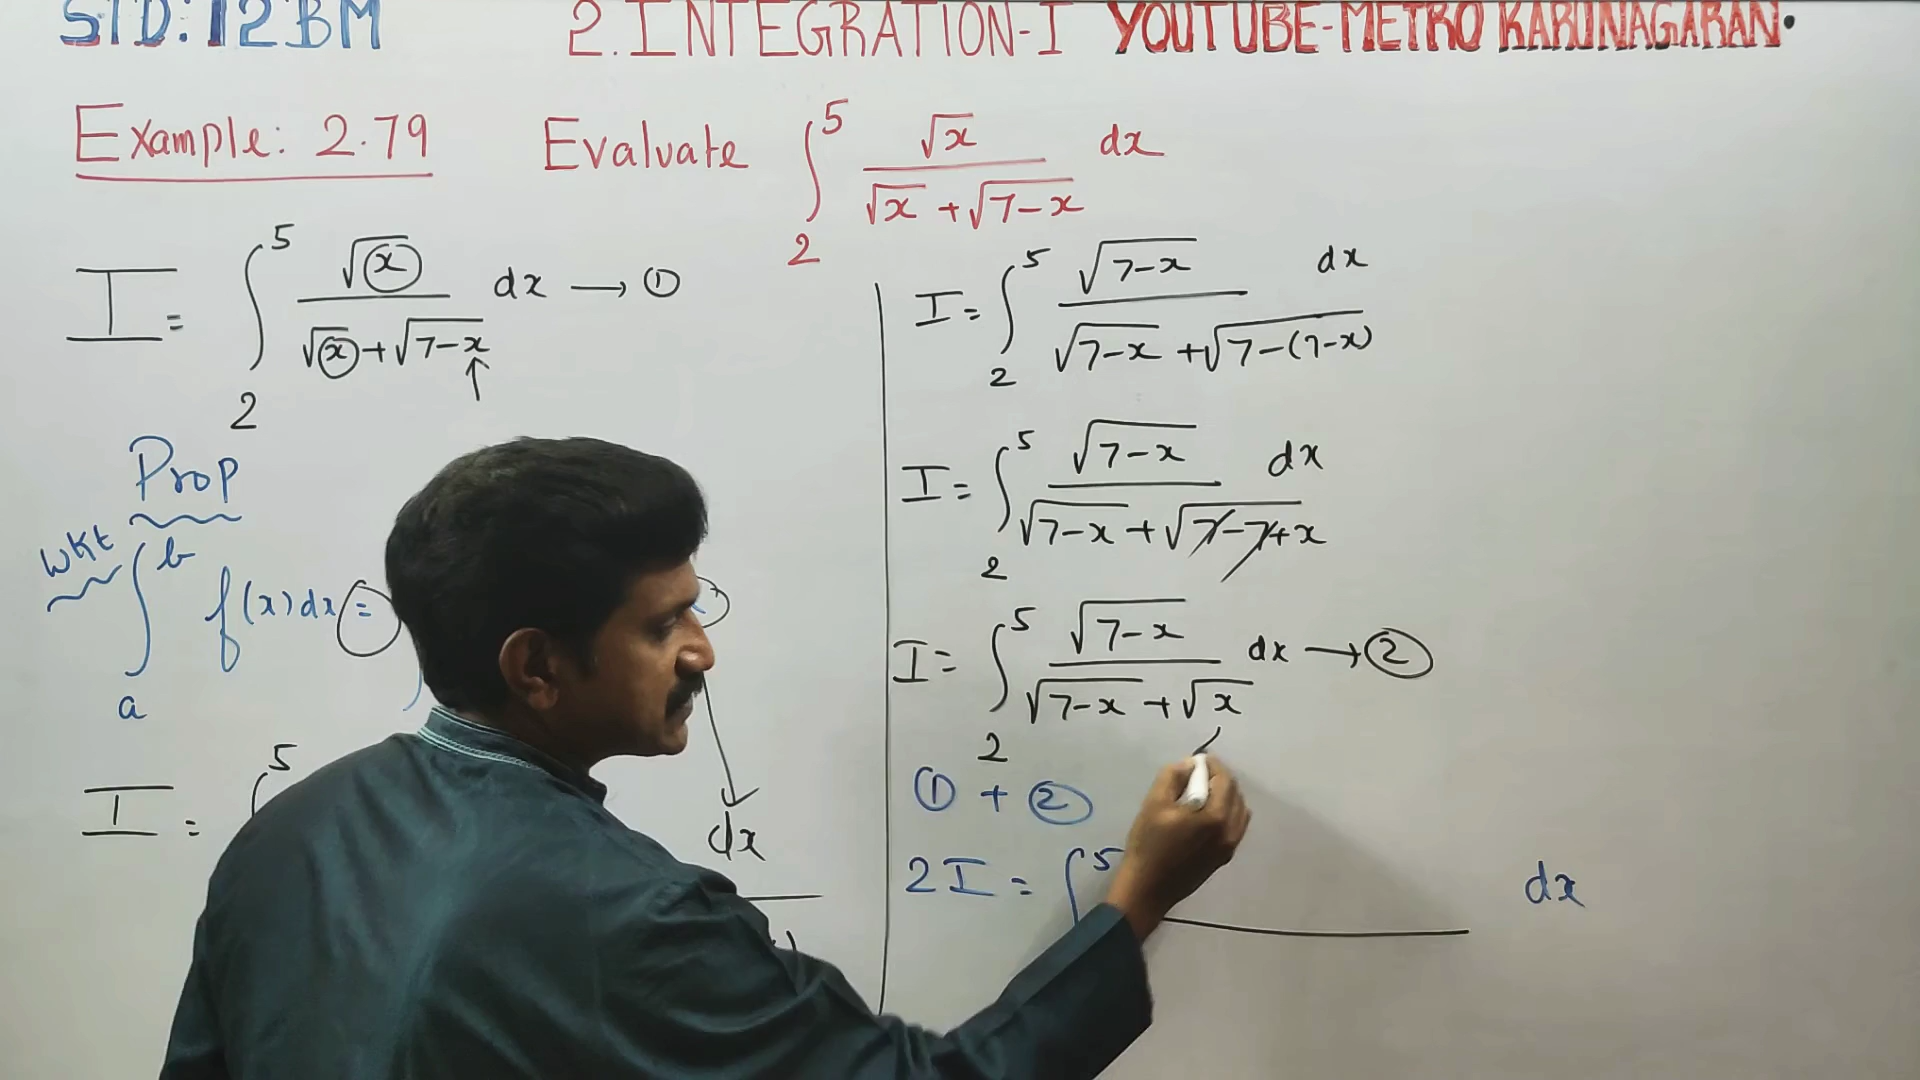 STD: 12 BM 2. INTEGRATION-I YOUTUBE-METRO KARUNAGARAN.
Example: 2.79 Evaluate ∫₂⁵ √x / (√x + √7-x) dx
I = ∫₂⁵ √x / (√x + √7-x) dx → ①
Prop
WKt ∫ₐᵇ f(x) dx =
I = ∫⁵
dx
I = ∫₂⁵ √7-x / (√7-x + √7-(7-x)) dx
I = ∫₂⁵ √7-x / (√7-x + √7-7+x) dx
I = ∫₂⁵ √7-x / (√7-x + √x) dx → ②
① + ②
2I = ∫⁵ dx